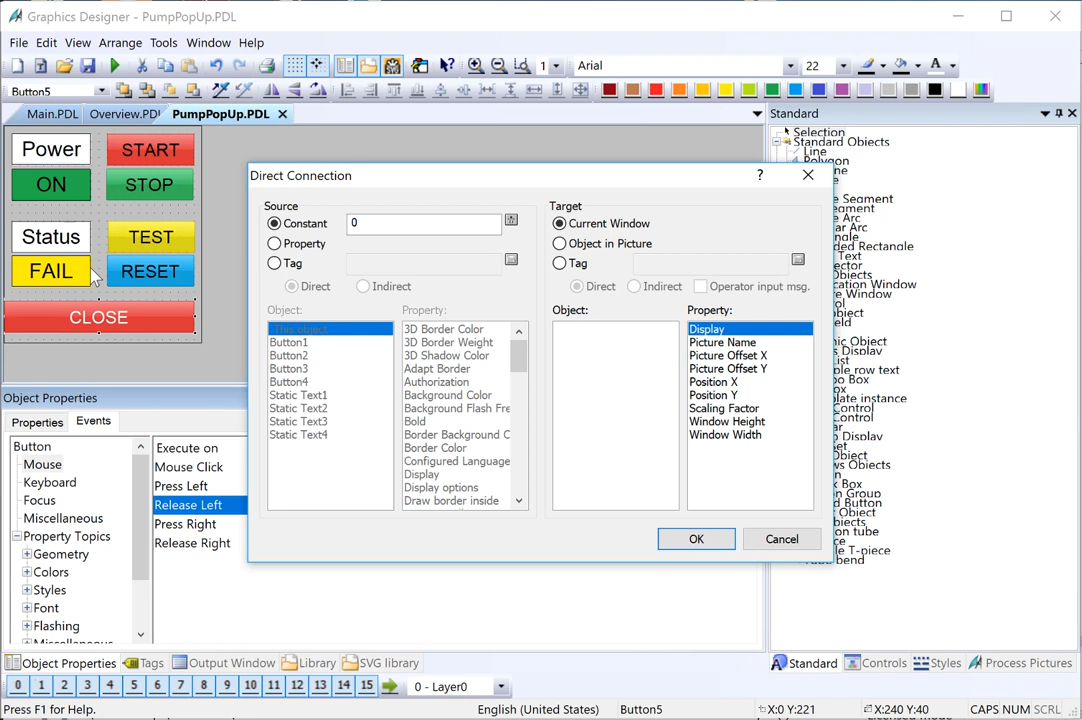 Graphics Designer - PumpPopUp.PDL
File Edit View Arrange Tools Window Help
1 Arial 22 A
Button5
Main.PDL Overview.PDL PumpPopUp.PDL
Standard
Power START
ON STOP
Status TEST
FAIL RESET
CLOSE
Direct Connection
Source
Constant 0
Property
Tag
Direct Indirect
Object: Property:
This object
Button1
Button2
Button3
Button4
Static Text1
Static Text2
Static Text3
Static Text4
3D Border Color
3D Border Weight
3D Shadow Color
Adapt Border
Authorization
Background Color
Background Flash Fre
Bold
Border Background C
Border Color
Configured Language
Display
Display options
Draw border inside
Target
Current Window
Object in Picture
Tag
Direct Indirect Operator input msg.
Object: Property:
Display
Picture Name
Picture Offset X
Picture Offset Y
Position X
Position Y
Scaling Factor
Window Height
Window Width
OK Cancel
Selection
Standard Objects
Line
Polygon
Object Properties
Properties Events
Button
Mouse
Keyboard
Focus
Miscellaneous
Property Topics
Geometry
Colors
Styles
Font
Flashing
Miscellaneous
Execute on
Mouse Click
Press Left
Release Left
Press Right
Release Right
Object Properties Tags Output Window Library SVG library
Standard Controls Styles Process Pictures
0 1 2 3 4 5 6 7 8 9 10 11 12 13 14 15 0 - Layer0
Press F1 for Help. English (United States) Button5 X:0 Y:221 X:240 Y:40 CAPS NUM SCRL